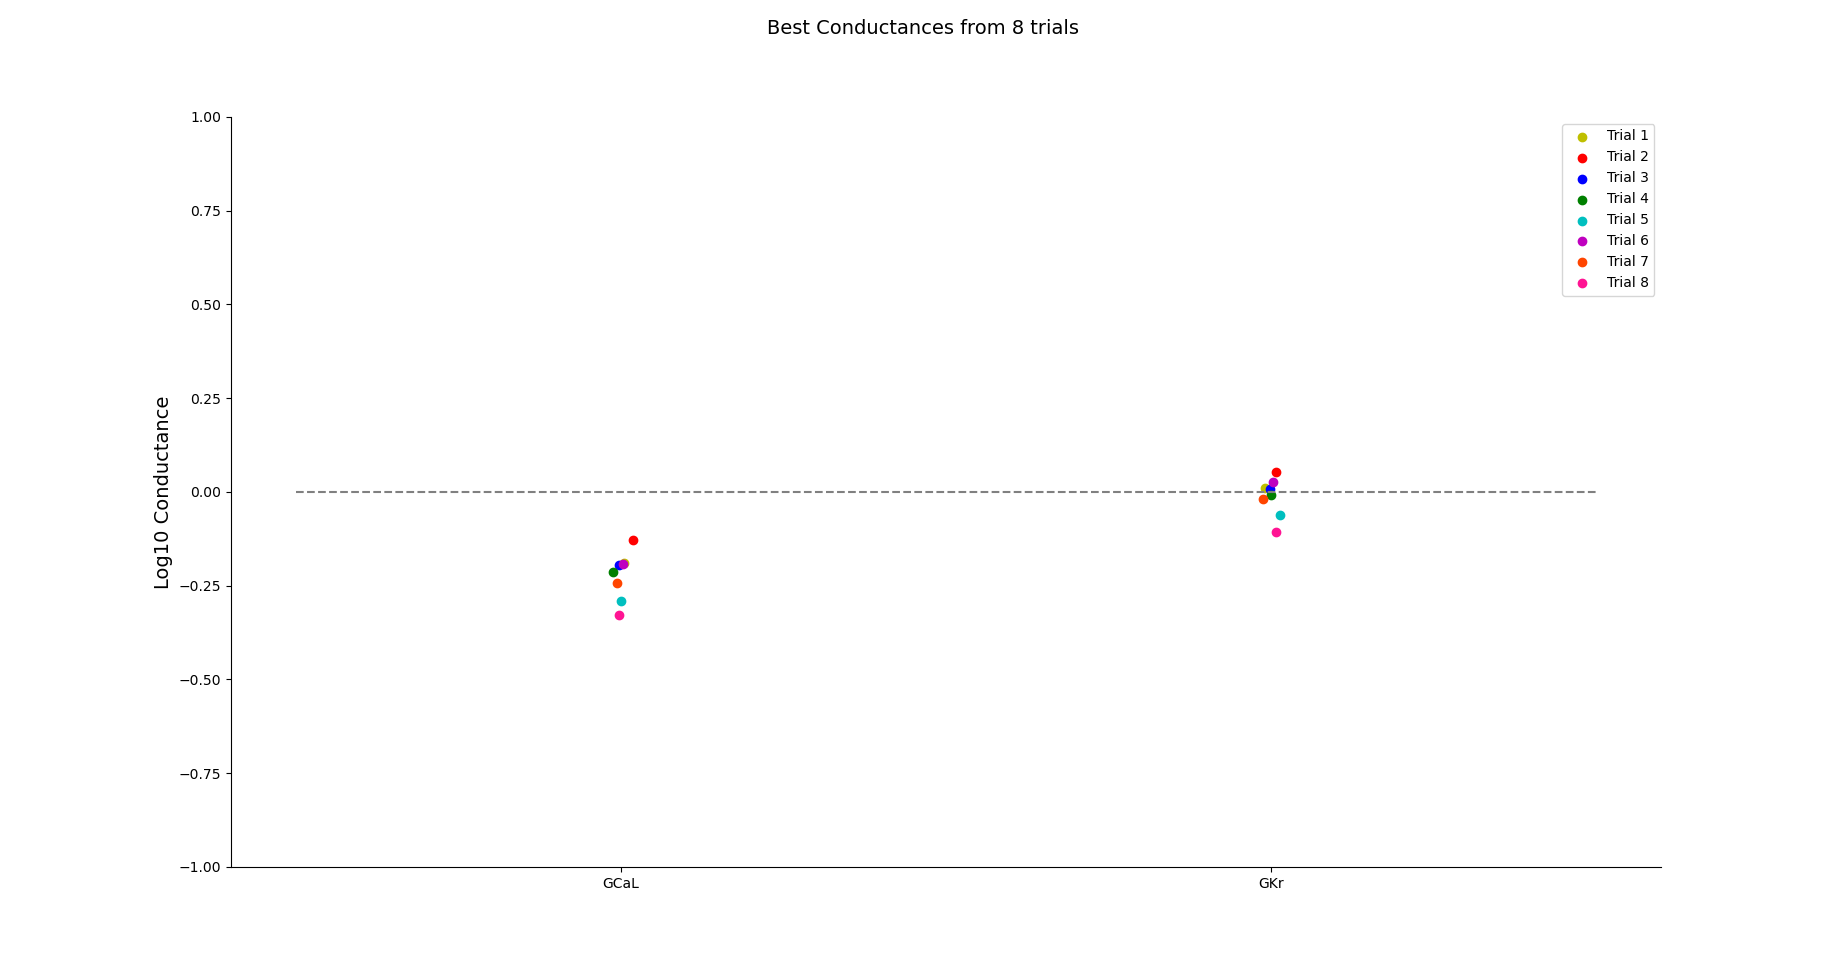 Best Conductances from 8 trials
1.00
0.75
0.50
0.25
0.00
−0.25
−0.50
−0.75
−1.00
Log10 Conductance
GCaL
GKr
Trial 1
Trial 2
Trial 3
Trial 4
Trial 5
Trial 6
Trial 7
Trial 8